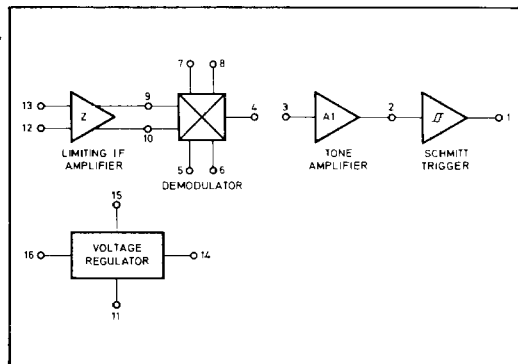 7 8
13 Z 9 4 3 A1 2 1
12 10
LIMITING IF
AMPLIFIER
5 6
DEMODULATOR
TONE
AMPLIFIER
SCHMITT
TRIGGER
15
16 VOLTAGE
REGULATOR 14
11